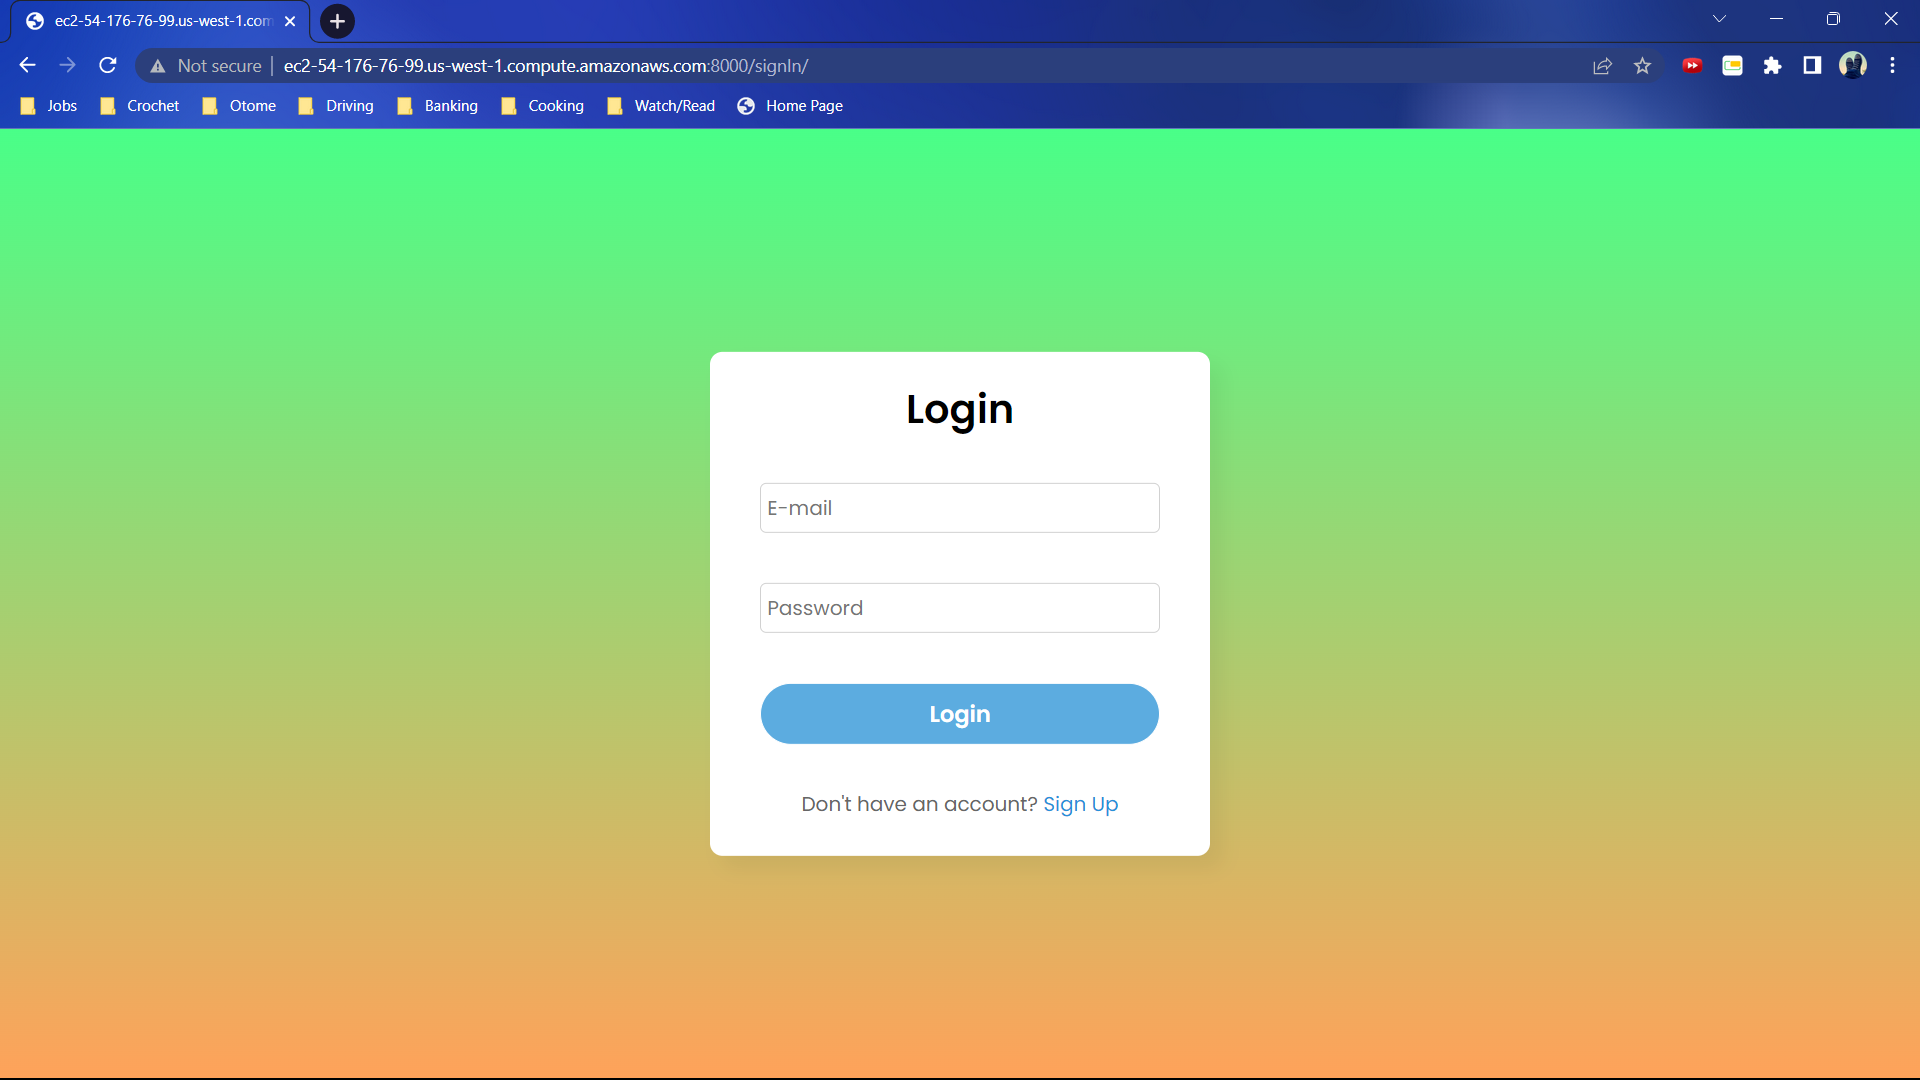 ec2-54-176-76-99.us-west-1.com
Not secure ec2-54-176-76-99.us-west-1.compute.amazonaws.com:8000/signIn/
Jobs Crochet Otome Driving Banking Cooking Watch/Read Home Page
Login
E-mail
Password
Login
Don't have an account? Sign Up